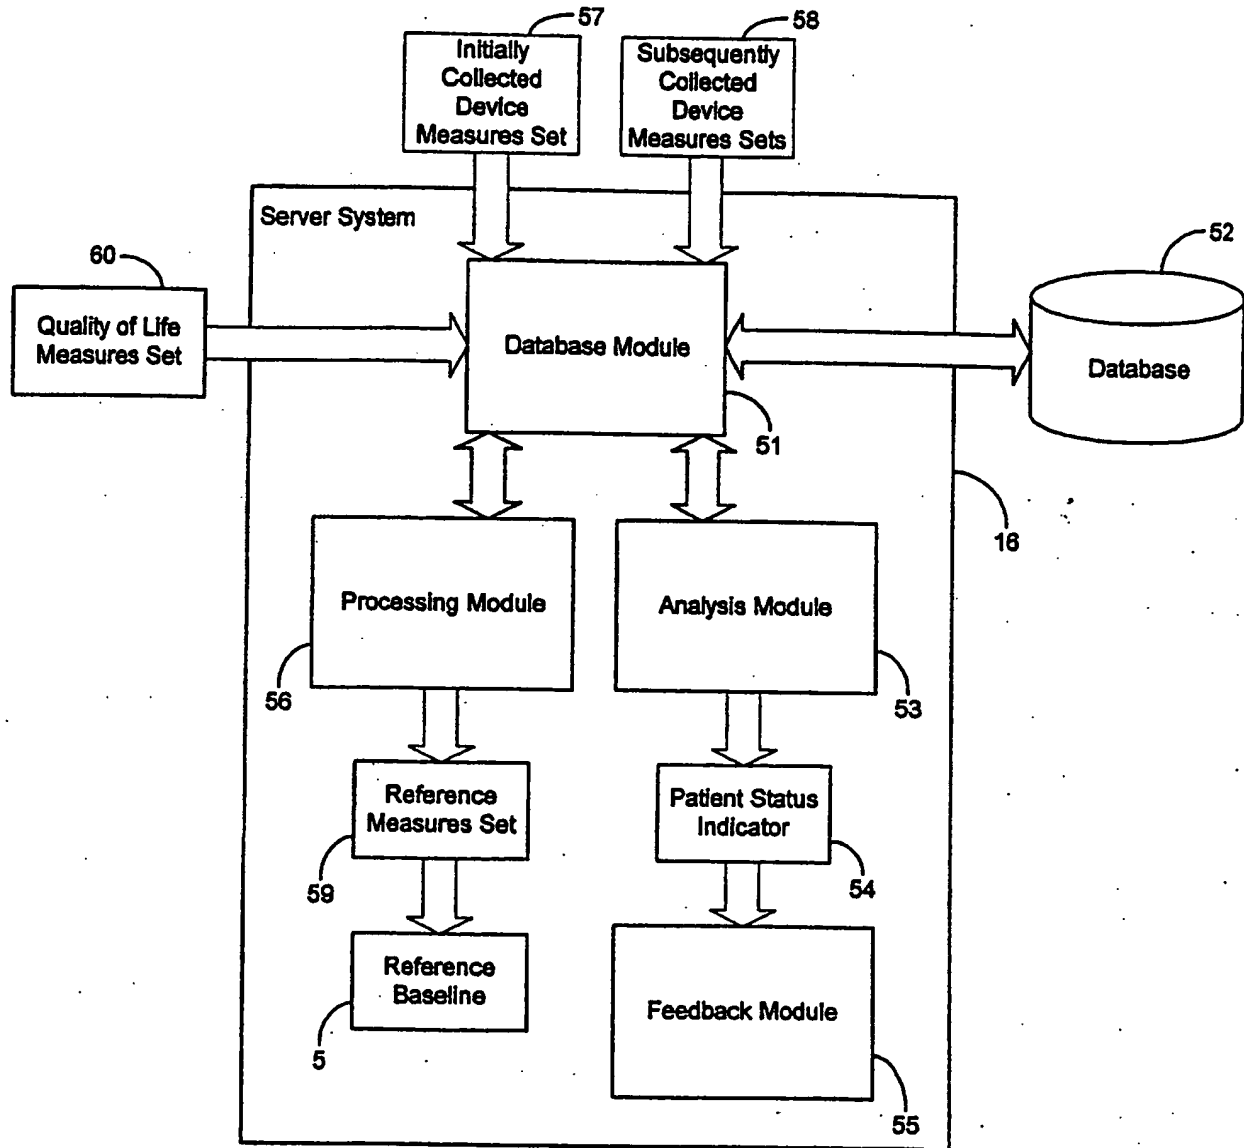 57
58
Initially
Collected
Device
Measures Set
Subsequently
Collected
Device
Measures Sets
Server System
60
52
Quality of Life
Measures Set
Database Module
Database
51
16
Processing Module
Analysis Module
56
53
Reference
Measures Set
Patient Status
Indicator
59
54
Reference
Baseline
Feedback Module
5
55